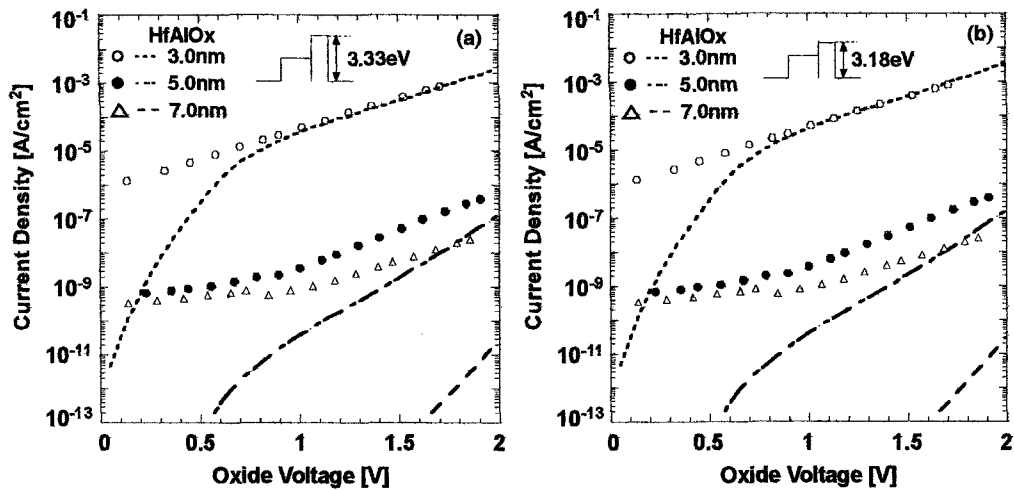 10-1
10-3
10-5
10-7
10-9
10-11
10-13
Current Density [A/cm2]
HfAlOx
3.0nm
5.0nm
7.0nm
3.33eV
(a)
0 0.5 1 1.5 2
Oxide Voltage [V]
10-1
10-3
10-5
10-7
10-9
10-11
10-13
Current Density [A/cm2]
HfAlOx
3.0nm
5.0nm
7.0nm
3.18eV
(b)
0 0.5 1 1.5 2
Oxide Voltage [V]